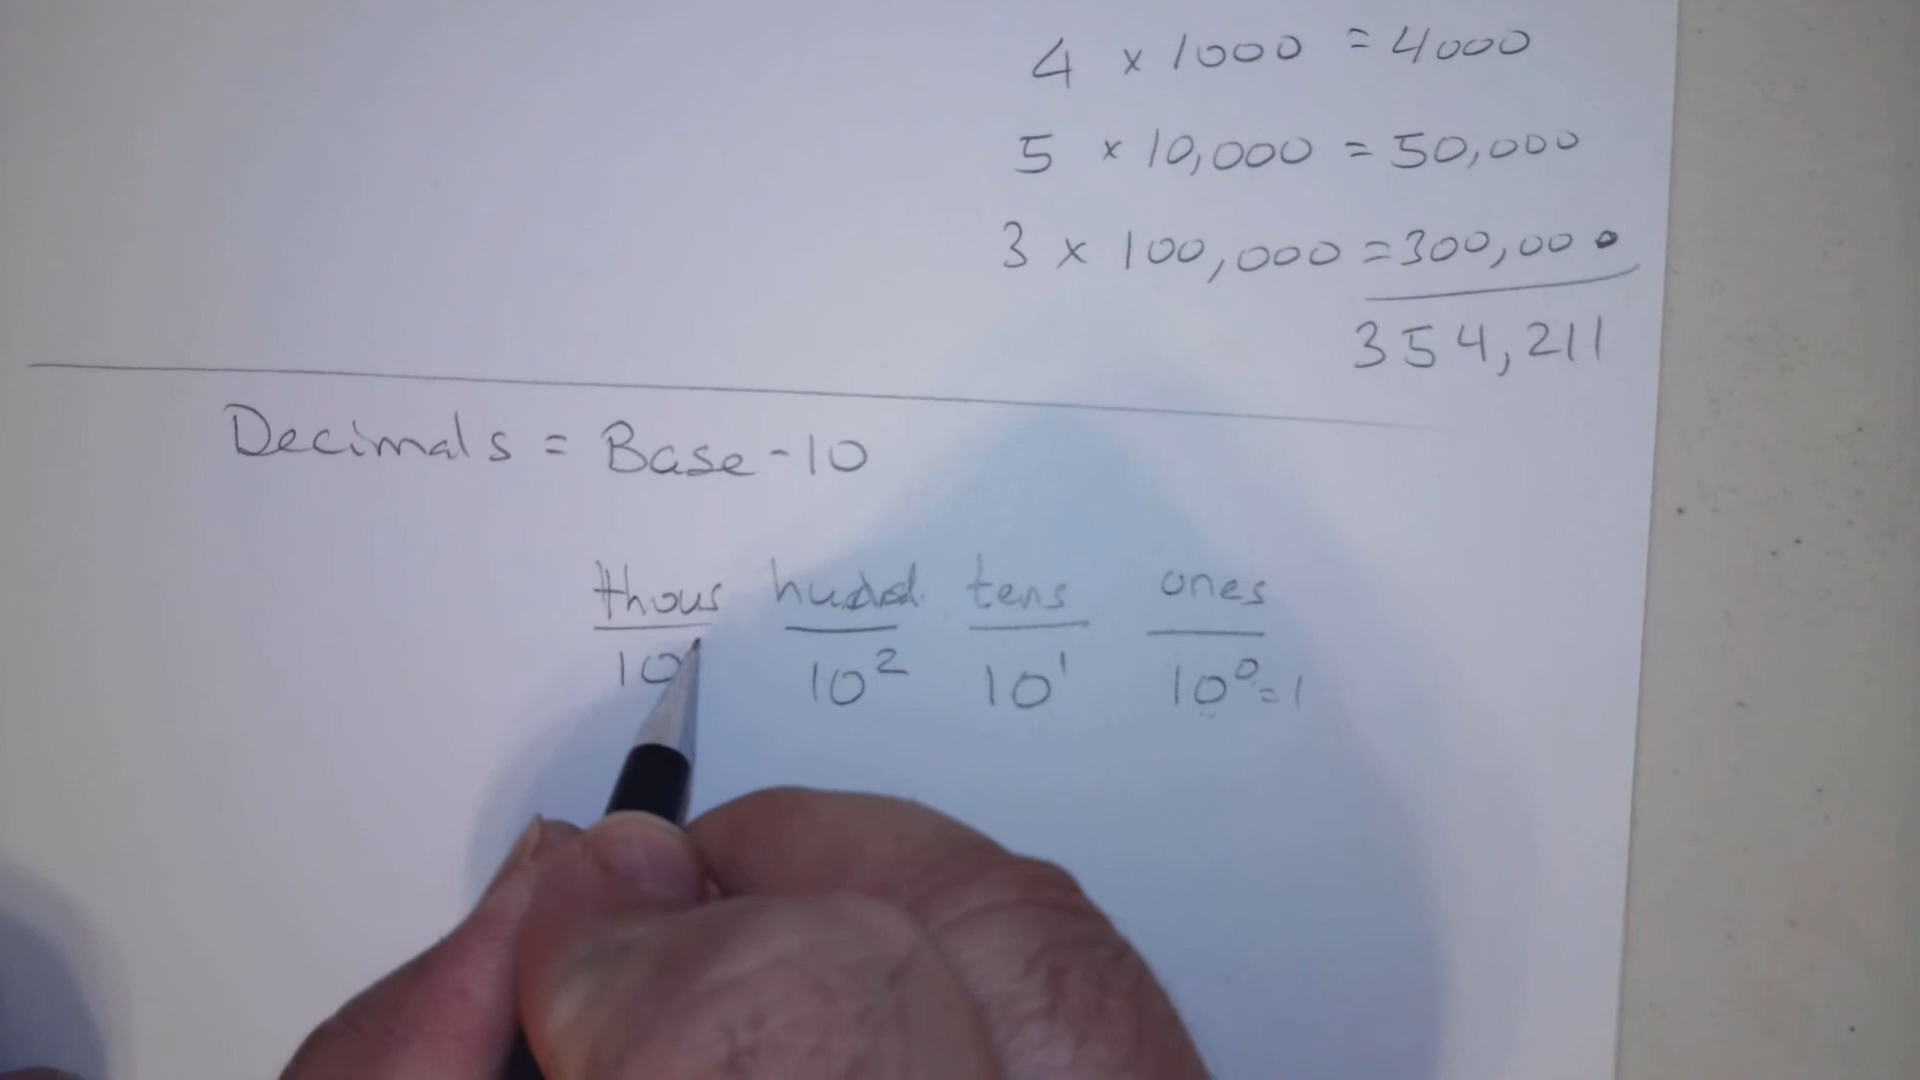 4 × 1000 = 4000
5 × 10,000 = 50,000
3 × 100,000 = 300,000
354,211
Decimals = Base-10
thous tens ones
10 10² 10¹ 10⁰=1